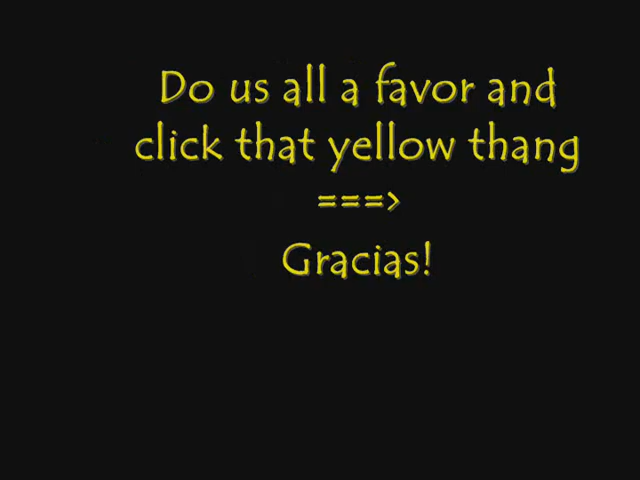 Do us all a favor and
click that yellow thang
===>
Gracias!